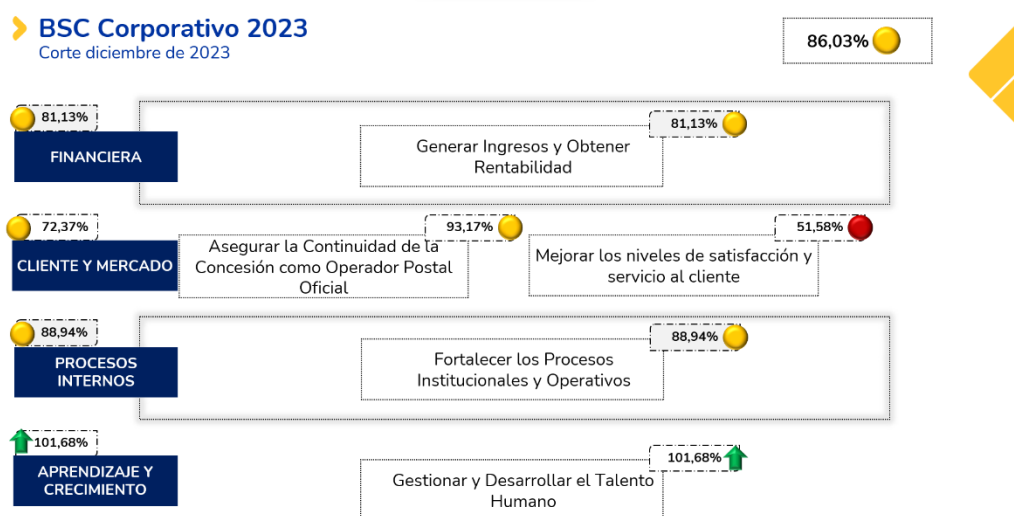 BSC Corporativo 2023
Corte diciembre de 2023
86,03%
81,13%
FINANCIERA
81,13%
Generar Ingresos y Obtener
Rentabilidad
72,37%
CLIENTE Y MERCADO
93,17%
Asegurar la Continuidad de la
Concesión como Operador Postal
Oficial
51,58%
Mejorar los niveles de satisfacción y
servicio al cliente
88,94%
PROCESOS
INTERNOS
88,94%
Fortalecer los Procesos
Institucionales y Operativos
101,68%
APRENDIZAJE Y
CRECIMIENTO
101,68%
Gestionar y Desarrollar el Talento
Humano